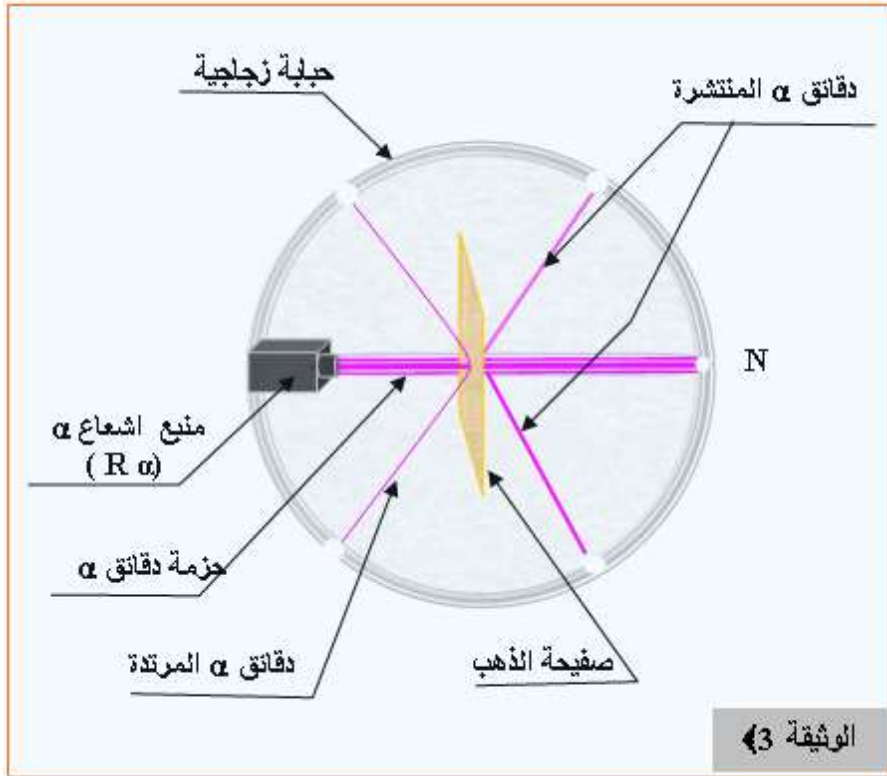 حبابة زجاجية
دقائق α المنتشرة
N
منبع اشعاع α
( R α)
حزمة دقائق α
دقائق α المرتدة
صفيحة الذهب
الوثيقة 3